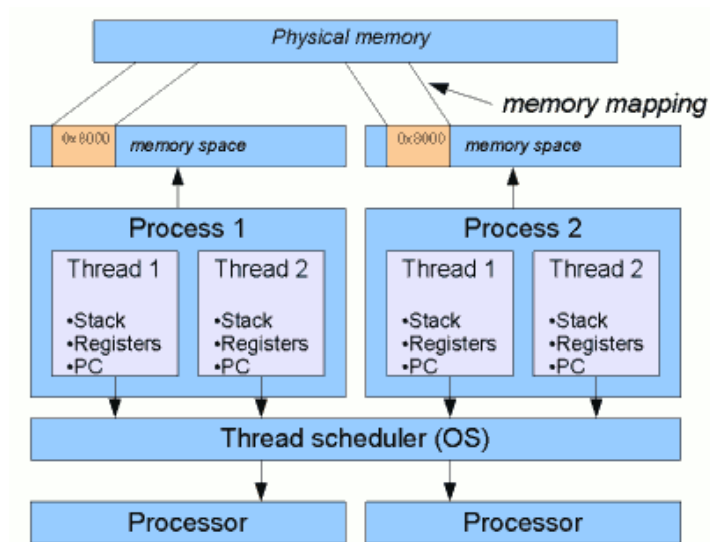 Physical memory
memory mapping
0x8000 memory space
0x8000 memory space
Process 1
Process 2
Thread 1
Thread 2
Thread 1
Thread 2
•Stack
•Registers
•PC
•Stack
•Registers
•PC
•Stack
•Registers
•PC
•Stack
•Registers
•PC
Thread scheduler (OS)
Processor
Processor